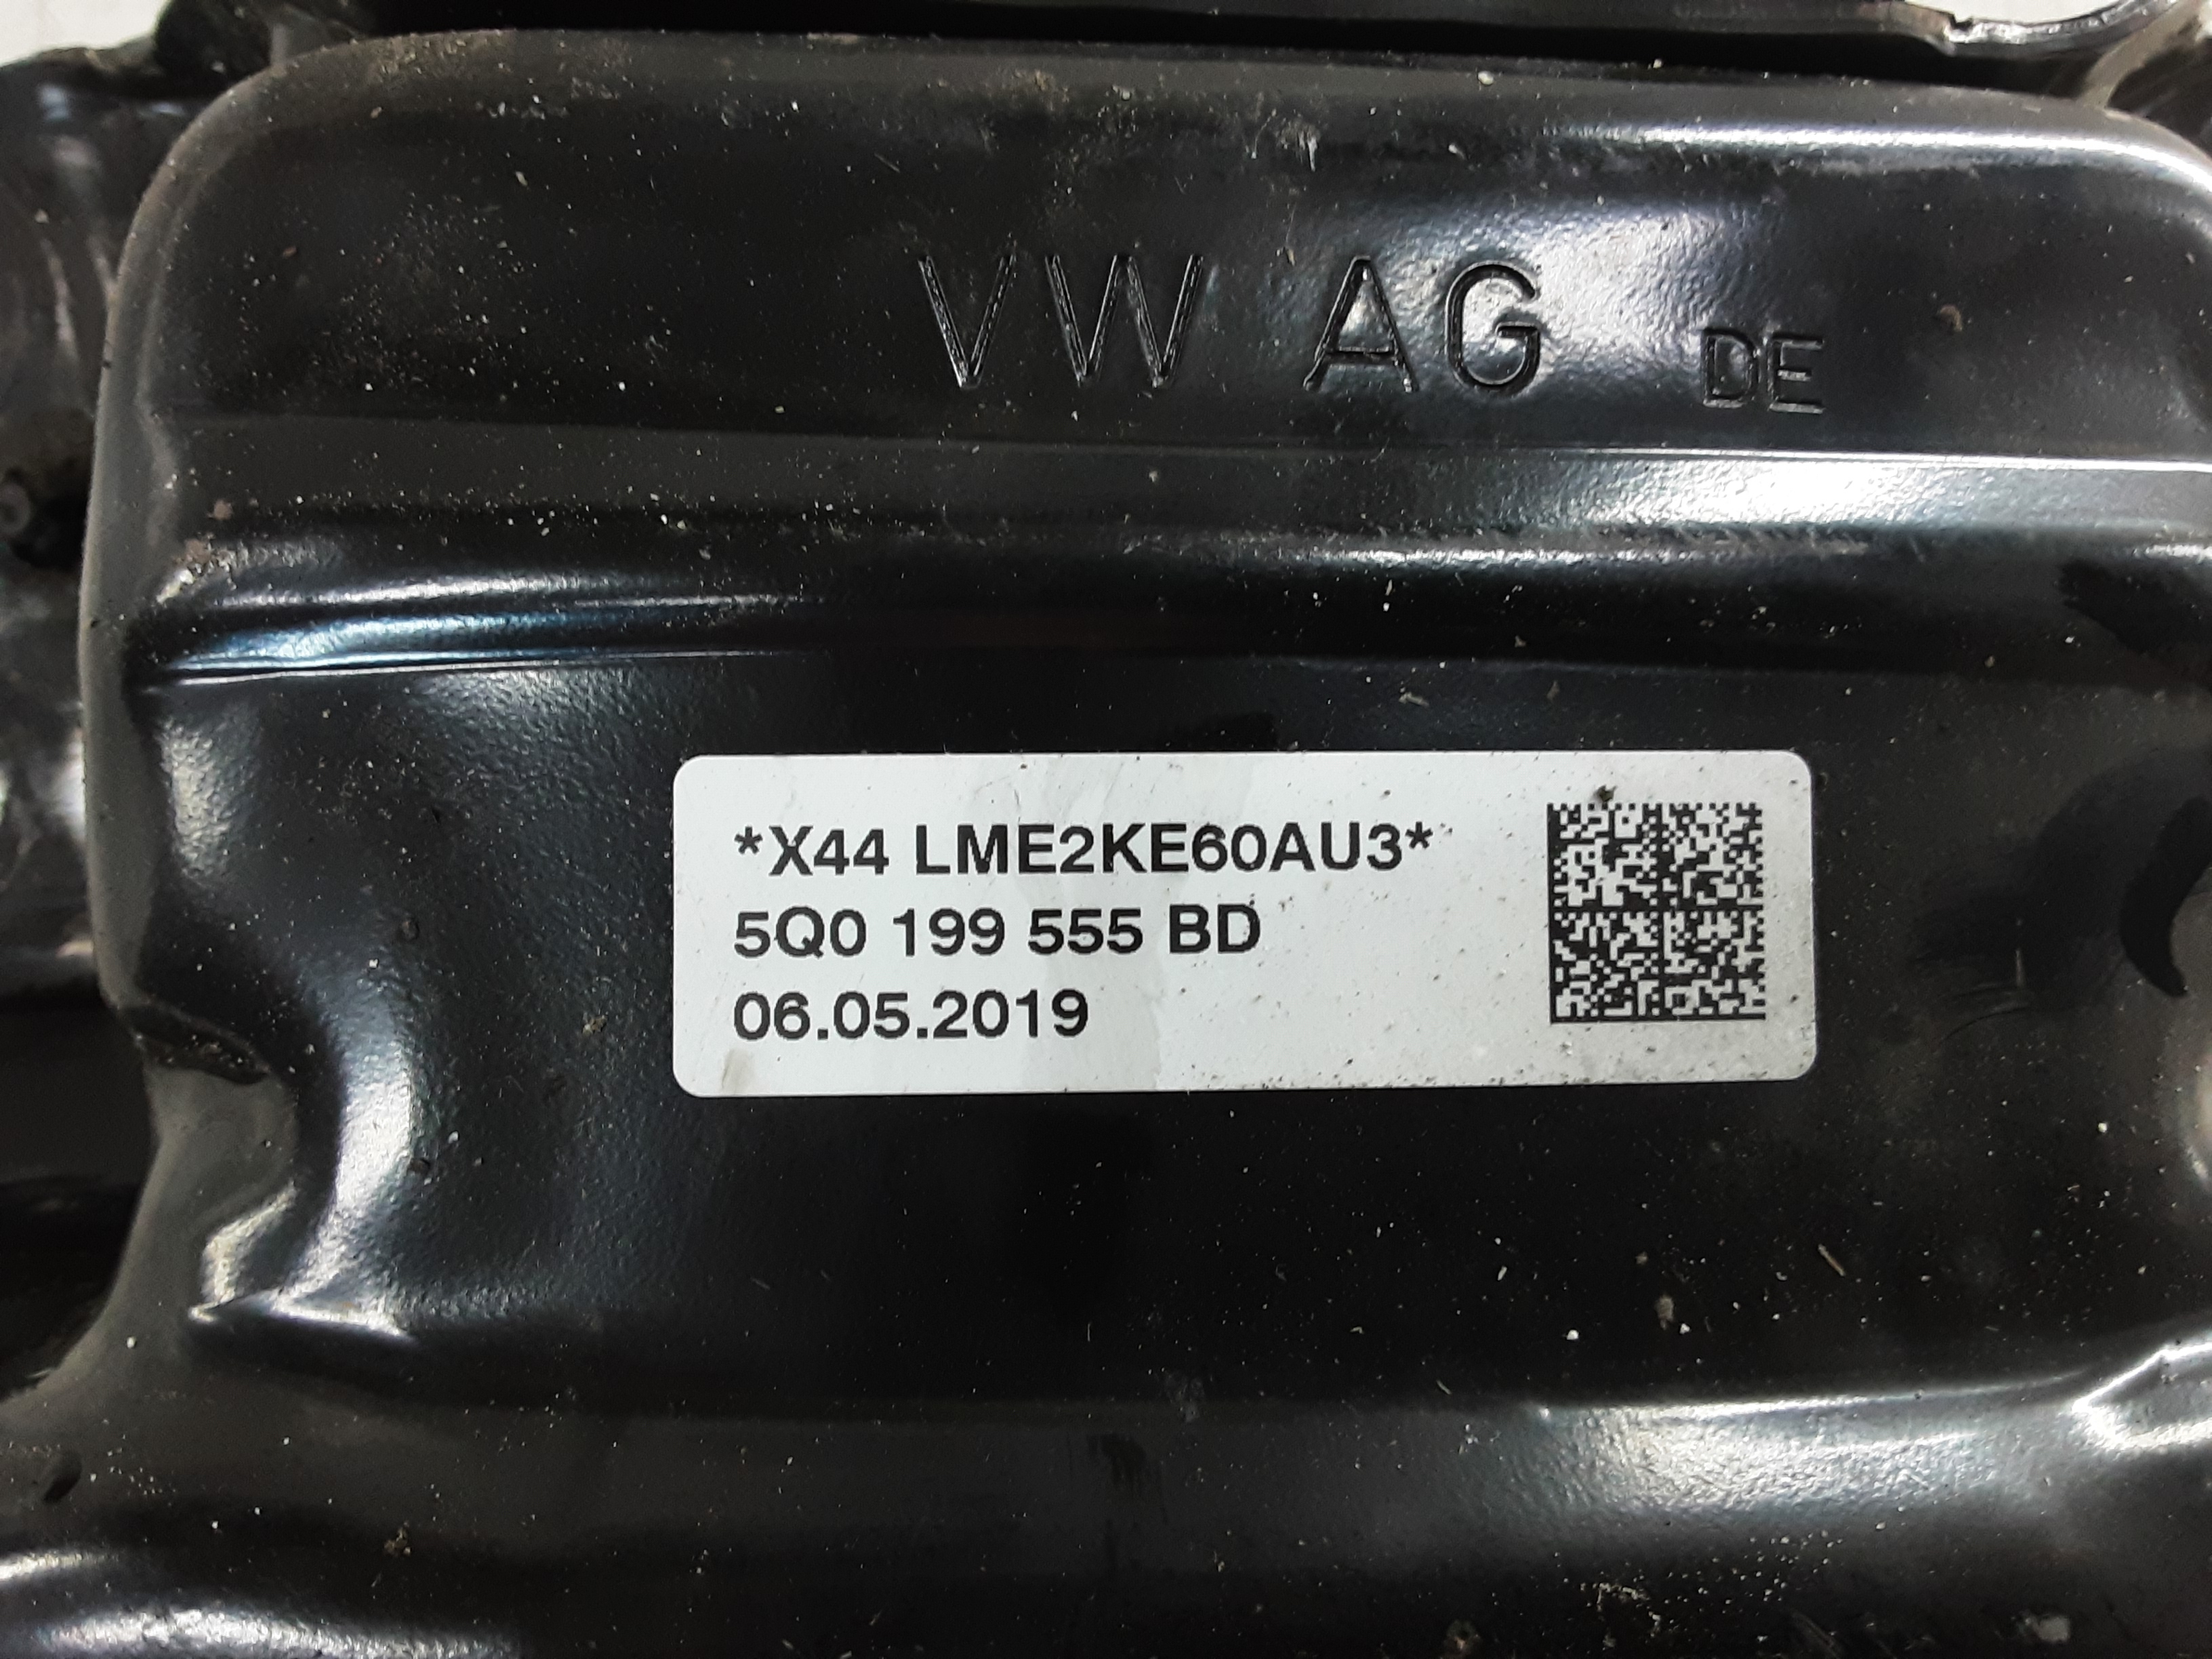 VW AG DE
*X44 LME2KE60AU3*
5Q0 199 555 BD
06.05.2019